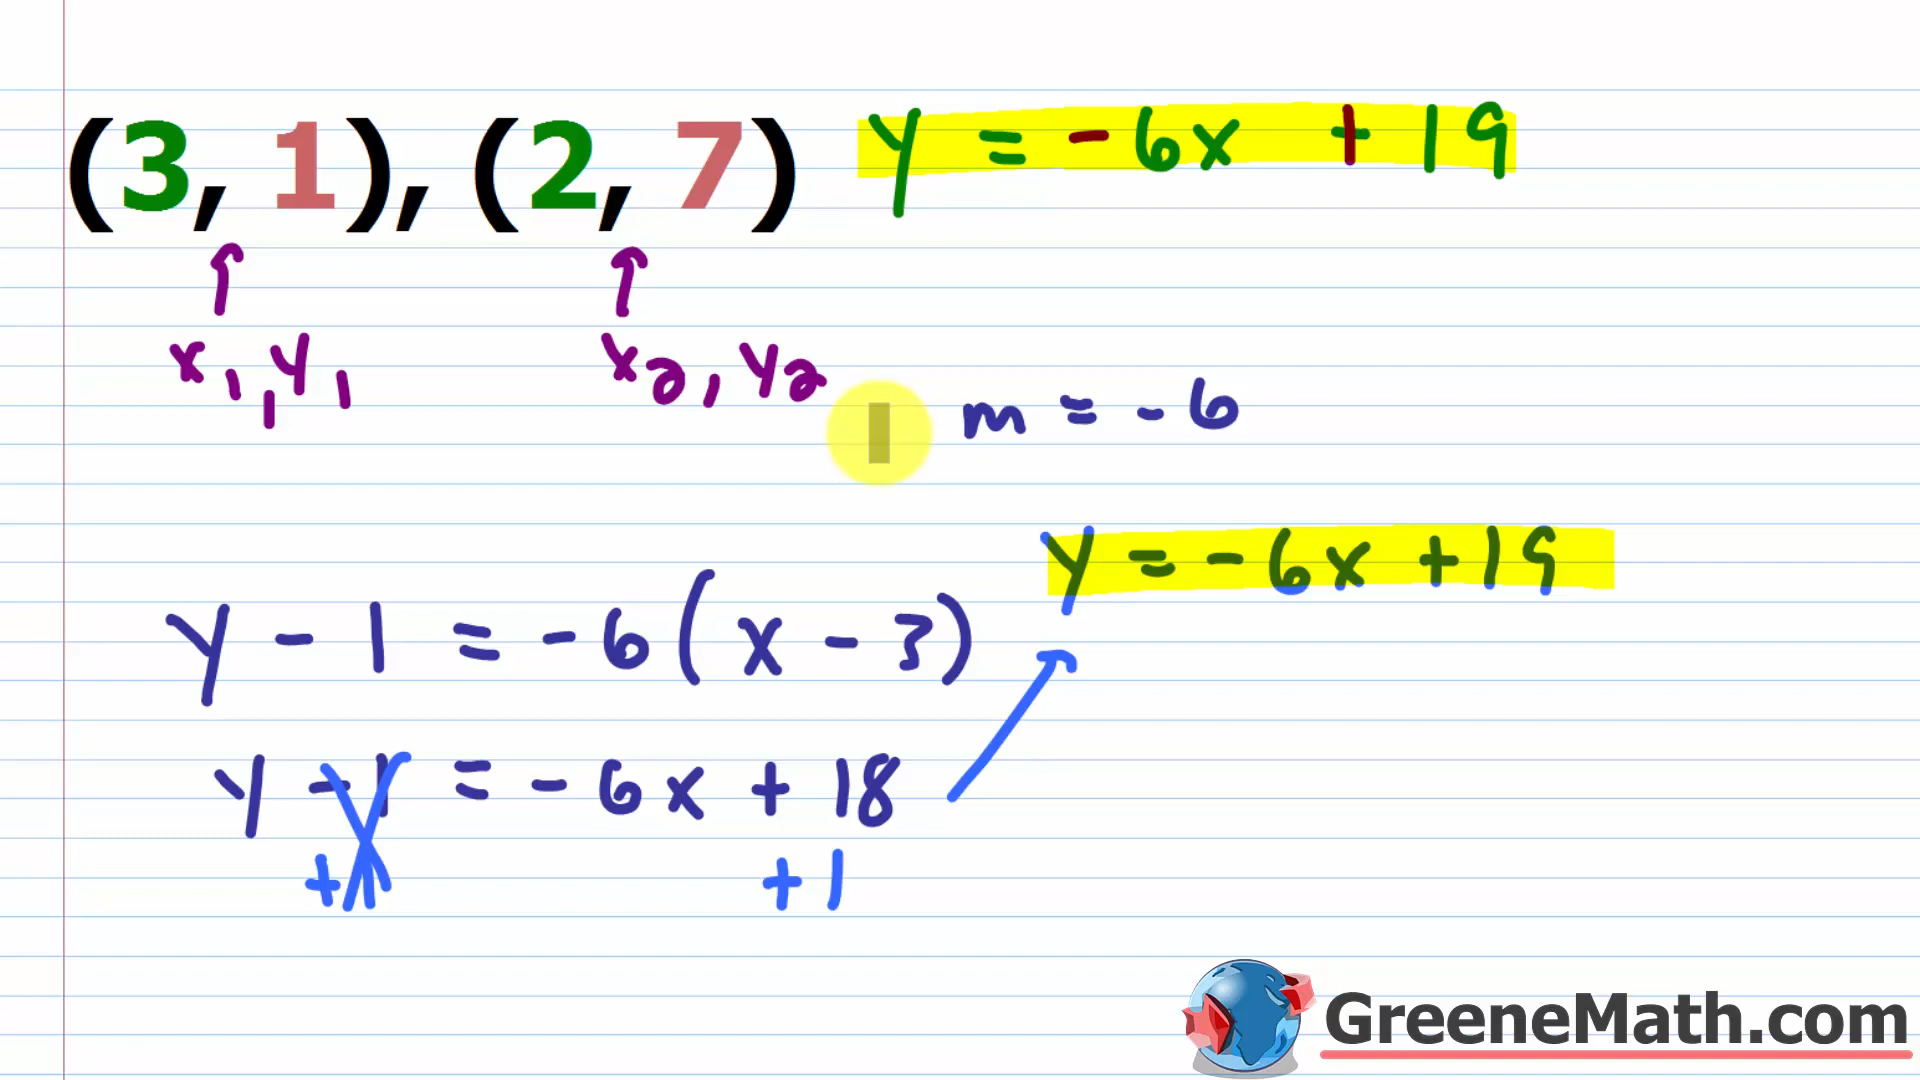 (3, 1), (2, 7) y = -6x + 19
x1, y1 x2, y2
m = -6
y = -6x + 19
y - 1 = -6(x - 3)
y - 1 = -6x + 18
+1 +1
GreeneMath.com